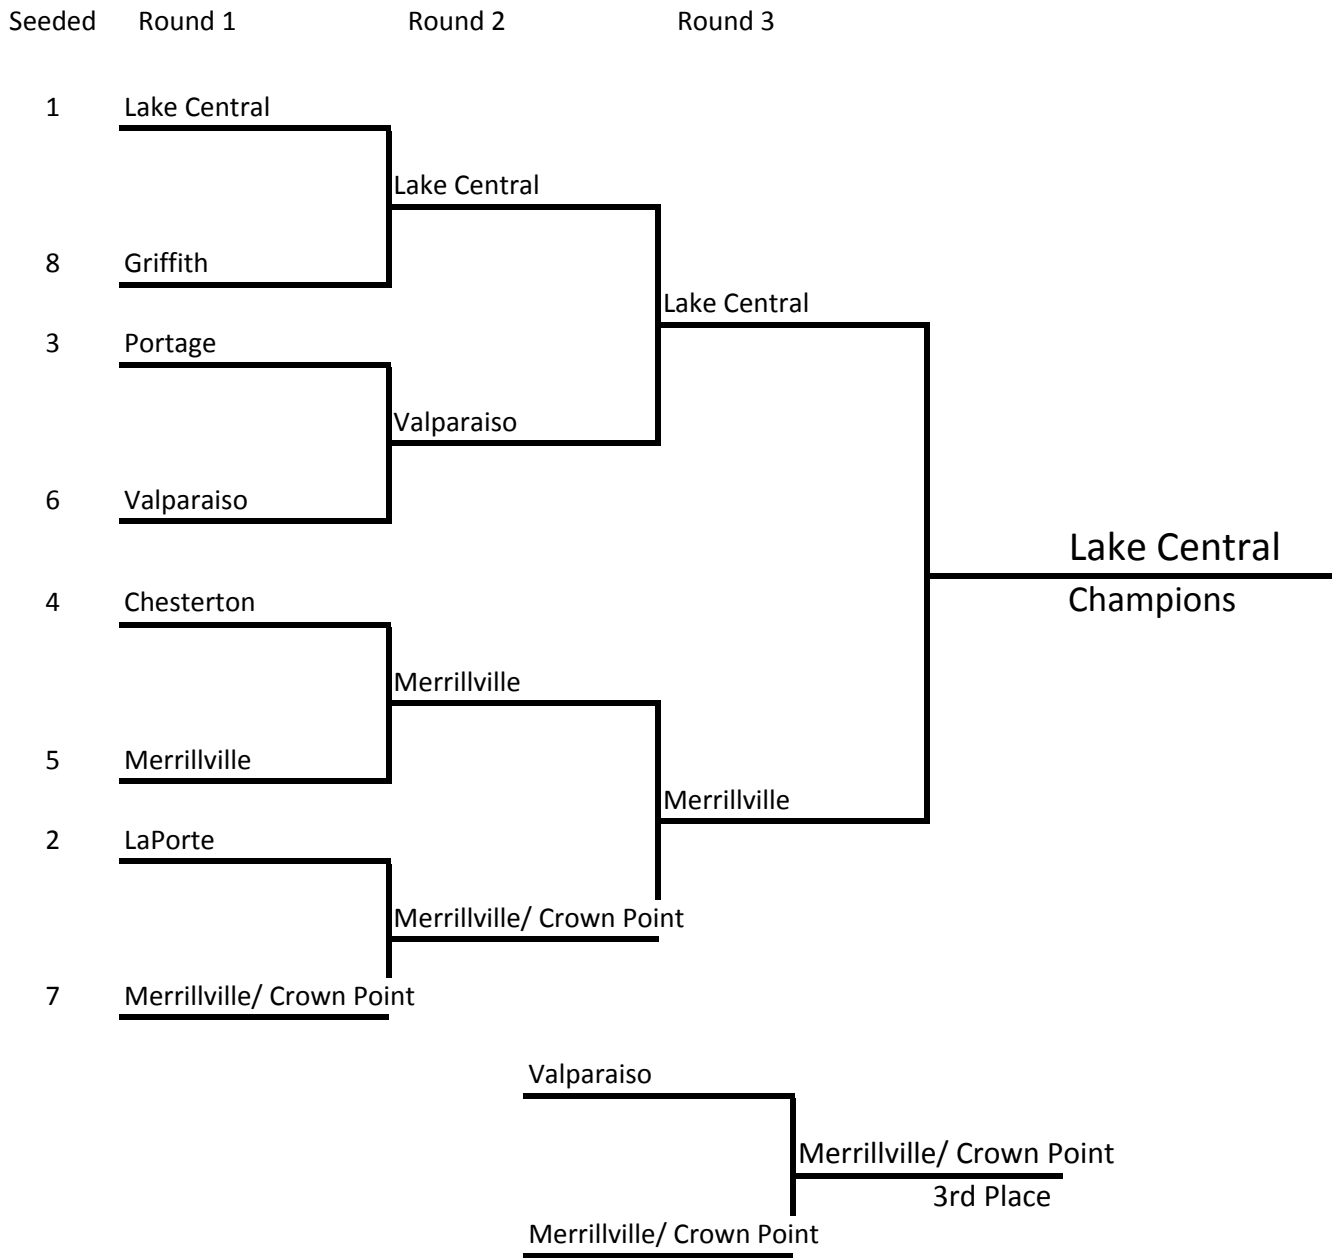 Seeded Round 1 Round 2 Round 3
1 Lake Central
Lake Central
8 Griffith
Lake Central
3 Portage
Valparaiso
6 Valparaiso
Lake Central
Champions
4 Chesterton
Merrillville
5 Merrillville
Merrillville
2 LaPorte
Merrillville/ Crown Point
7 Merrillville/ Crown Point
Valparaiso
Merrillville/ Crown Point
3rd Place
Merrillville/ Crown Point